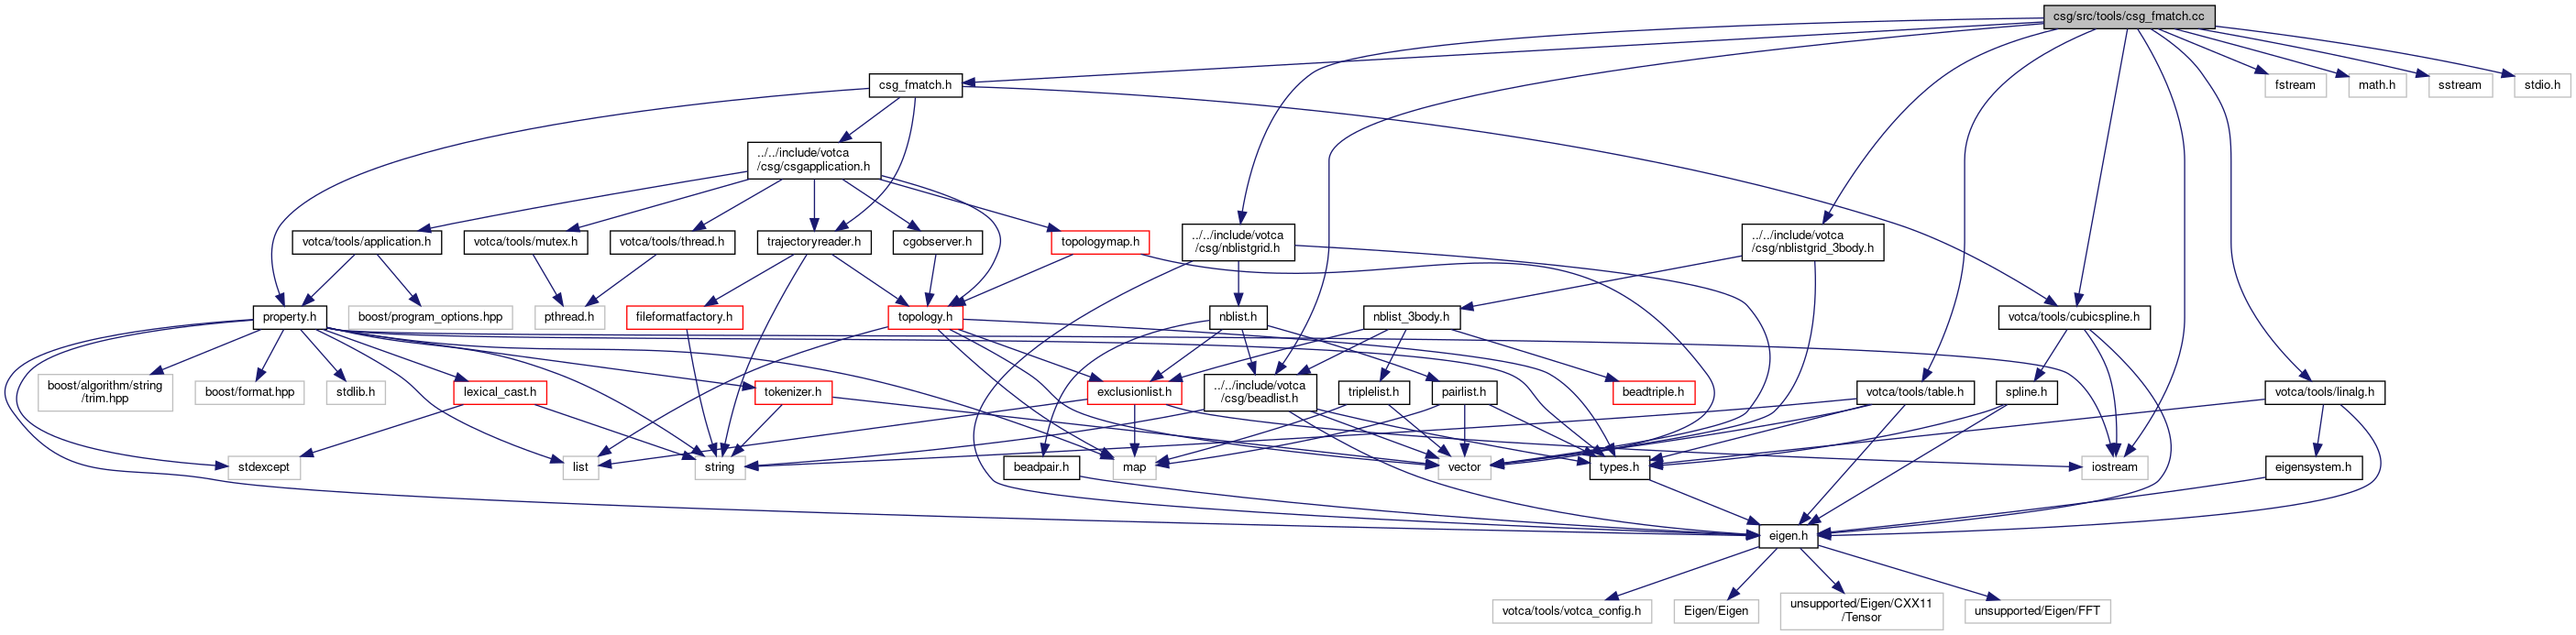 csg/src/tools/csg_fmatch.cc
csg_fmatch.h
fstream
math.h
sstream
stdio.h
../../include/votca
/csg/csgapplication.h
votca/tools/application.h
votca/tools/mutex.h
votca/tools/thread.h
trajectoryreader.h
cgobserver.h
topologymap.h
../../include/votca
/csg/nblistgrid.h
../../include/votca
/csg/nblistgrid_3body.h
property.h
boost/program_options.hpp
pthread.h
fileformatfactory.h
topology.h
nblist.h
nblist_3body.h
votca/tools/cubicspline.h
boost/algorithm/string
/trim.hpp
boost/format.hpp
stdlib.h
lexical_cast.h
tokenizer.h
exclusionlist.h
../../include/votca
/csg/beadlist.h
triplelist.h
pairlist.h
beadtriple.h
votca/tools/table.h
spline.h
votca/tools/linalg.h
stdexcept
list
string
beadpair.h
map
vector
types.h
iostream
eigensystem.h
eigen.h
votca/tools/votca_config.h
Eigen/Eigen
unsupported/Eigen/CXX11
/Tensor
unsupported/Eigen/FFT